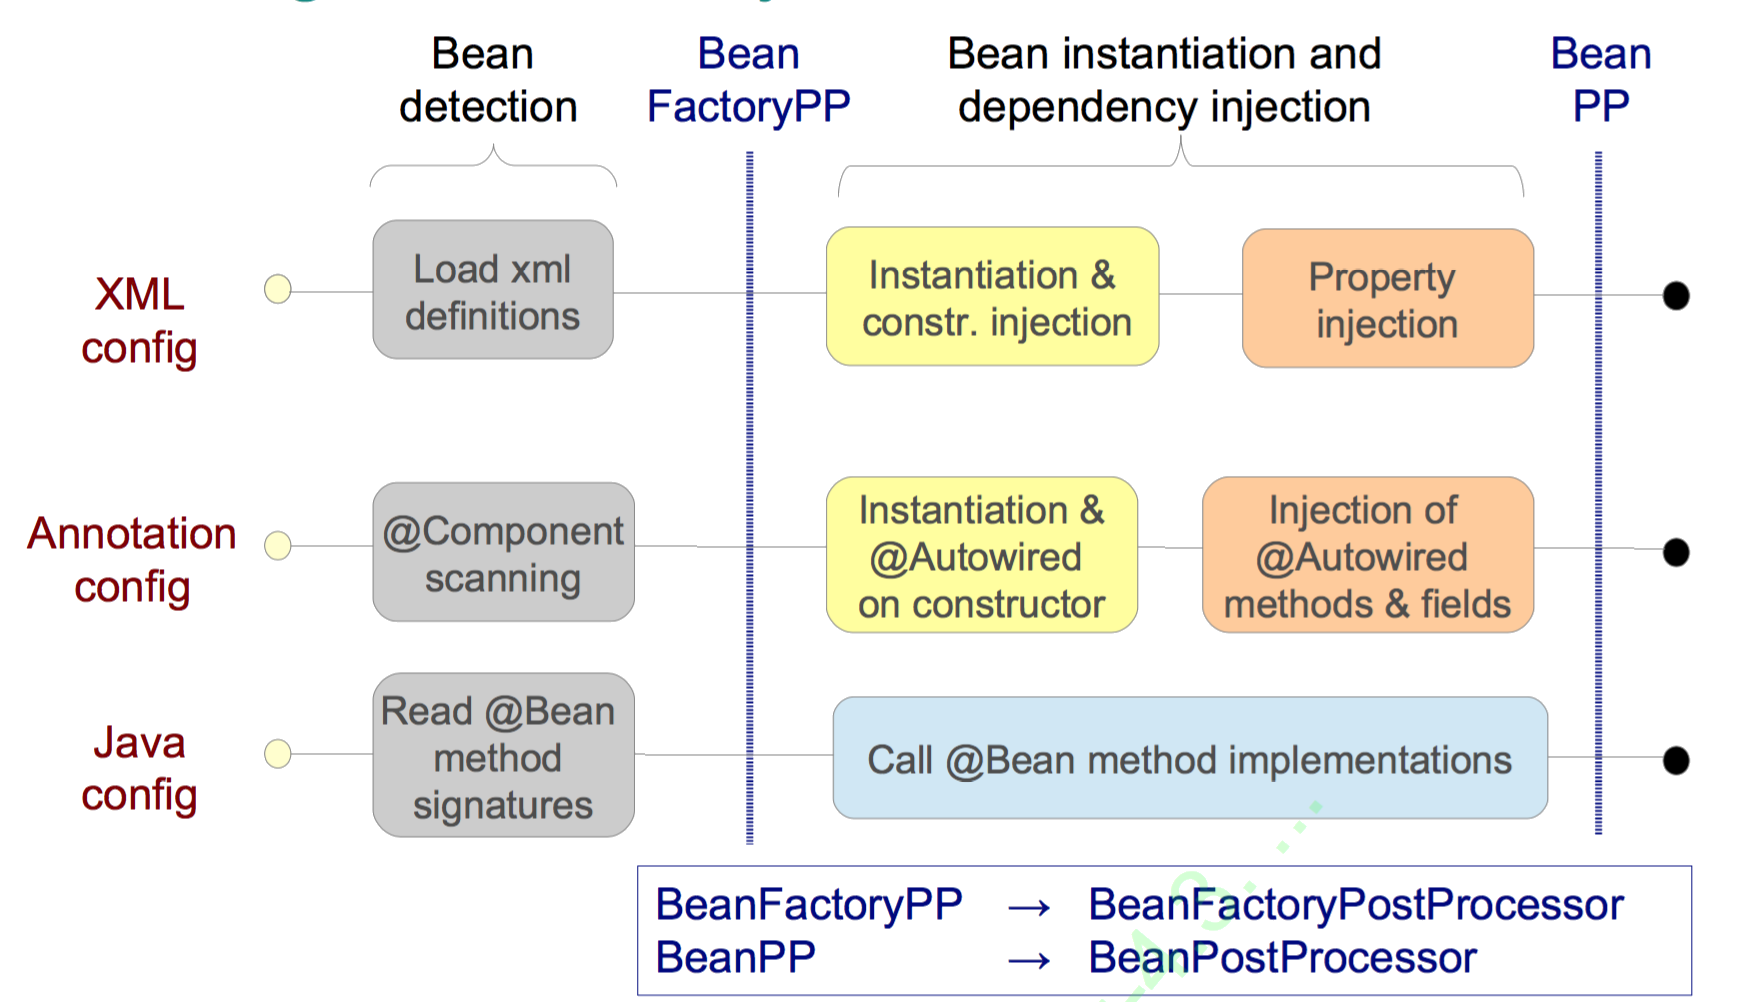 Bean
detection
Bean
FactoryPP
Bean instantiation and
dependency injection
Bean
PP
XML
config
Load xml
definitions
Instantiation &
constr. injection
Property
injection
Annotation
config
@Component
scanning
Instantiation &
@Autowired
on constructor
Injection of
@Autowired
methods & fields
Java
config
Read @Bean
method
signatures
Call @Bean method implementations
BeanFactoryPP → BeanFactoryPostProcessor
BeanPP → BeanPostProcessor